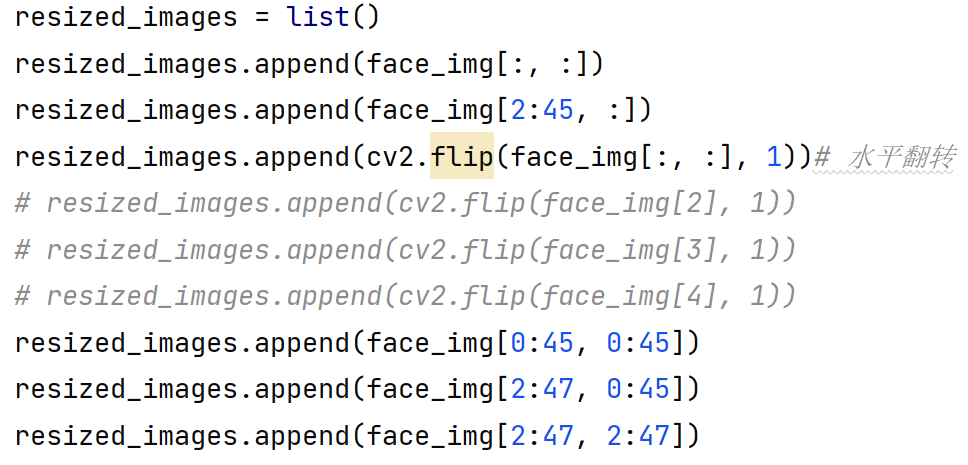 resized_images = list()
resized_images.append(face_img[:, :])
resized_images.append(face_img[2:45, :])
resized_images.append(cv2.flip(face_img[:, :], 1))# 水平翻转
# resized_images.append(cv2.flip(face_img[2], 1))
# resized_images.append(cv2.flip(face_img[3], 1))
# resized_images.append(cv2.flip(face_img[4], 1))
resized_images.append(face_img[0:45, 0:45])
resized_images.append(face_img[2:47, 0:45])
resized_images.append(face_img[2:47, 2:47])